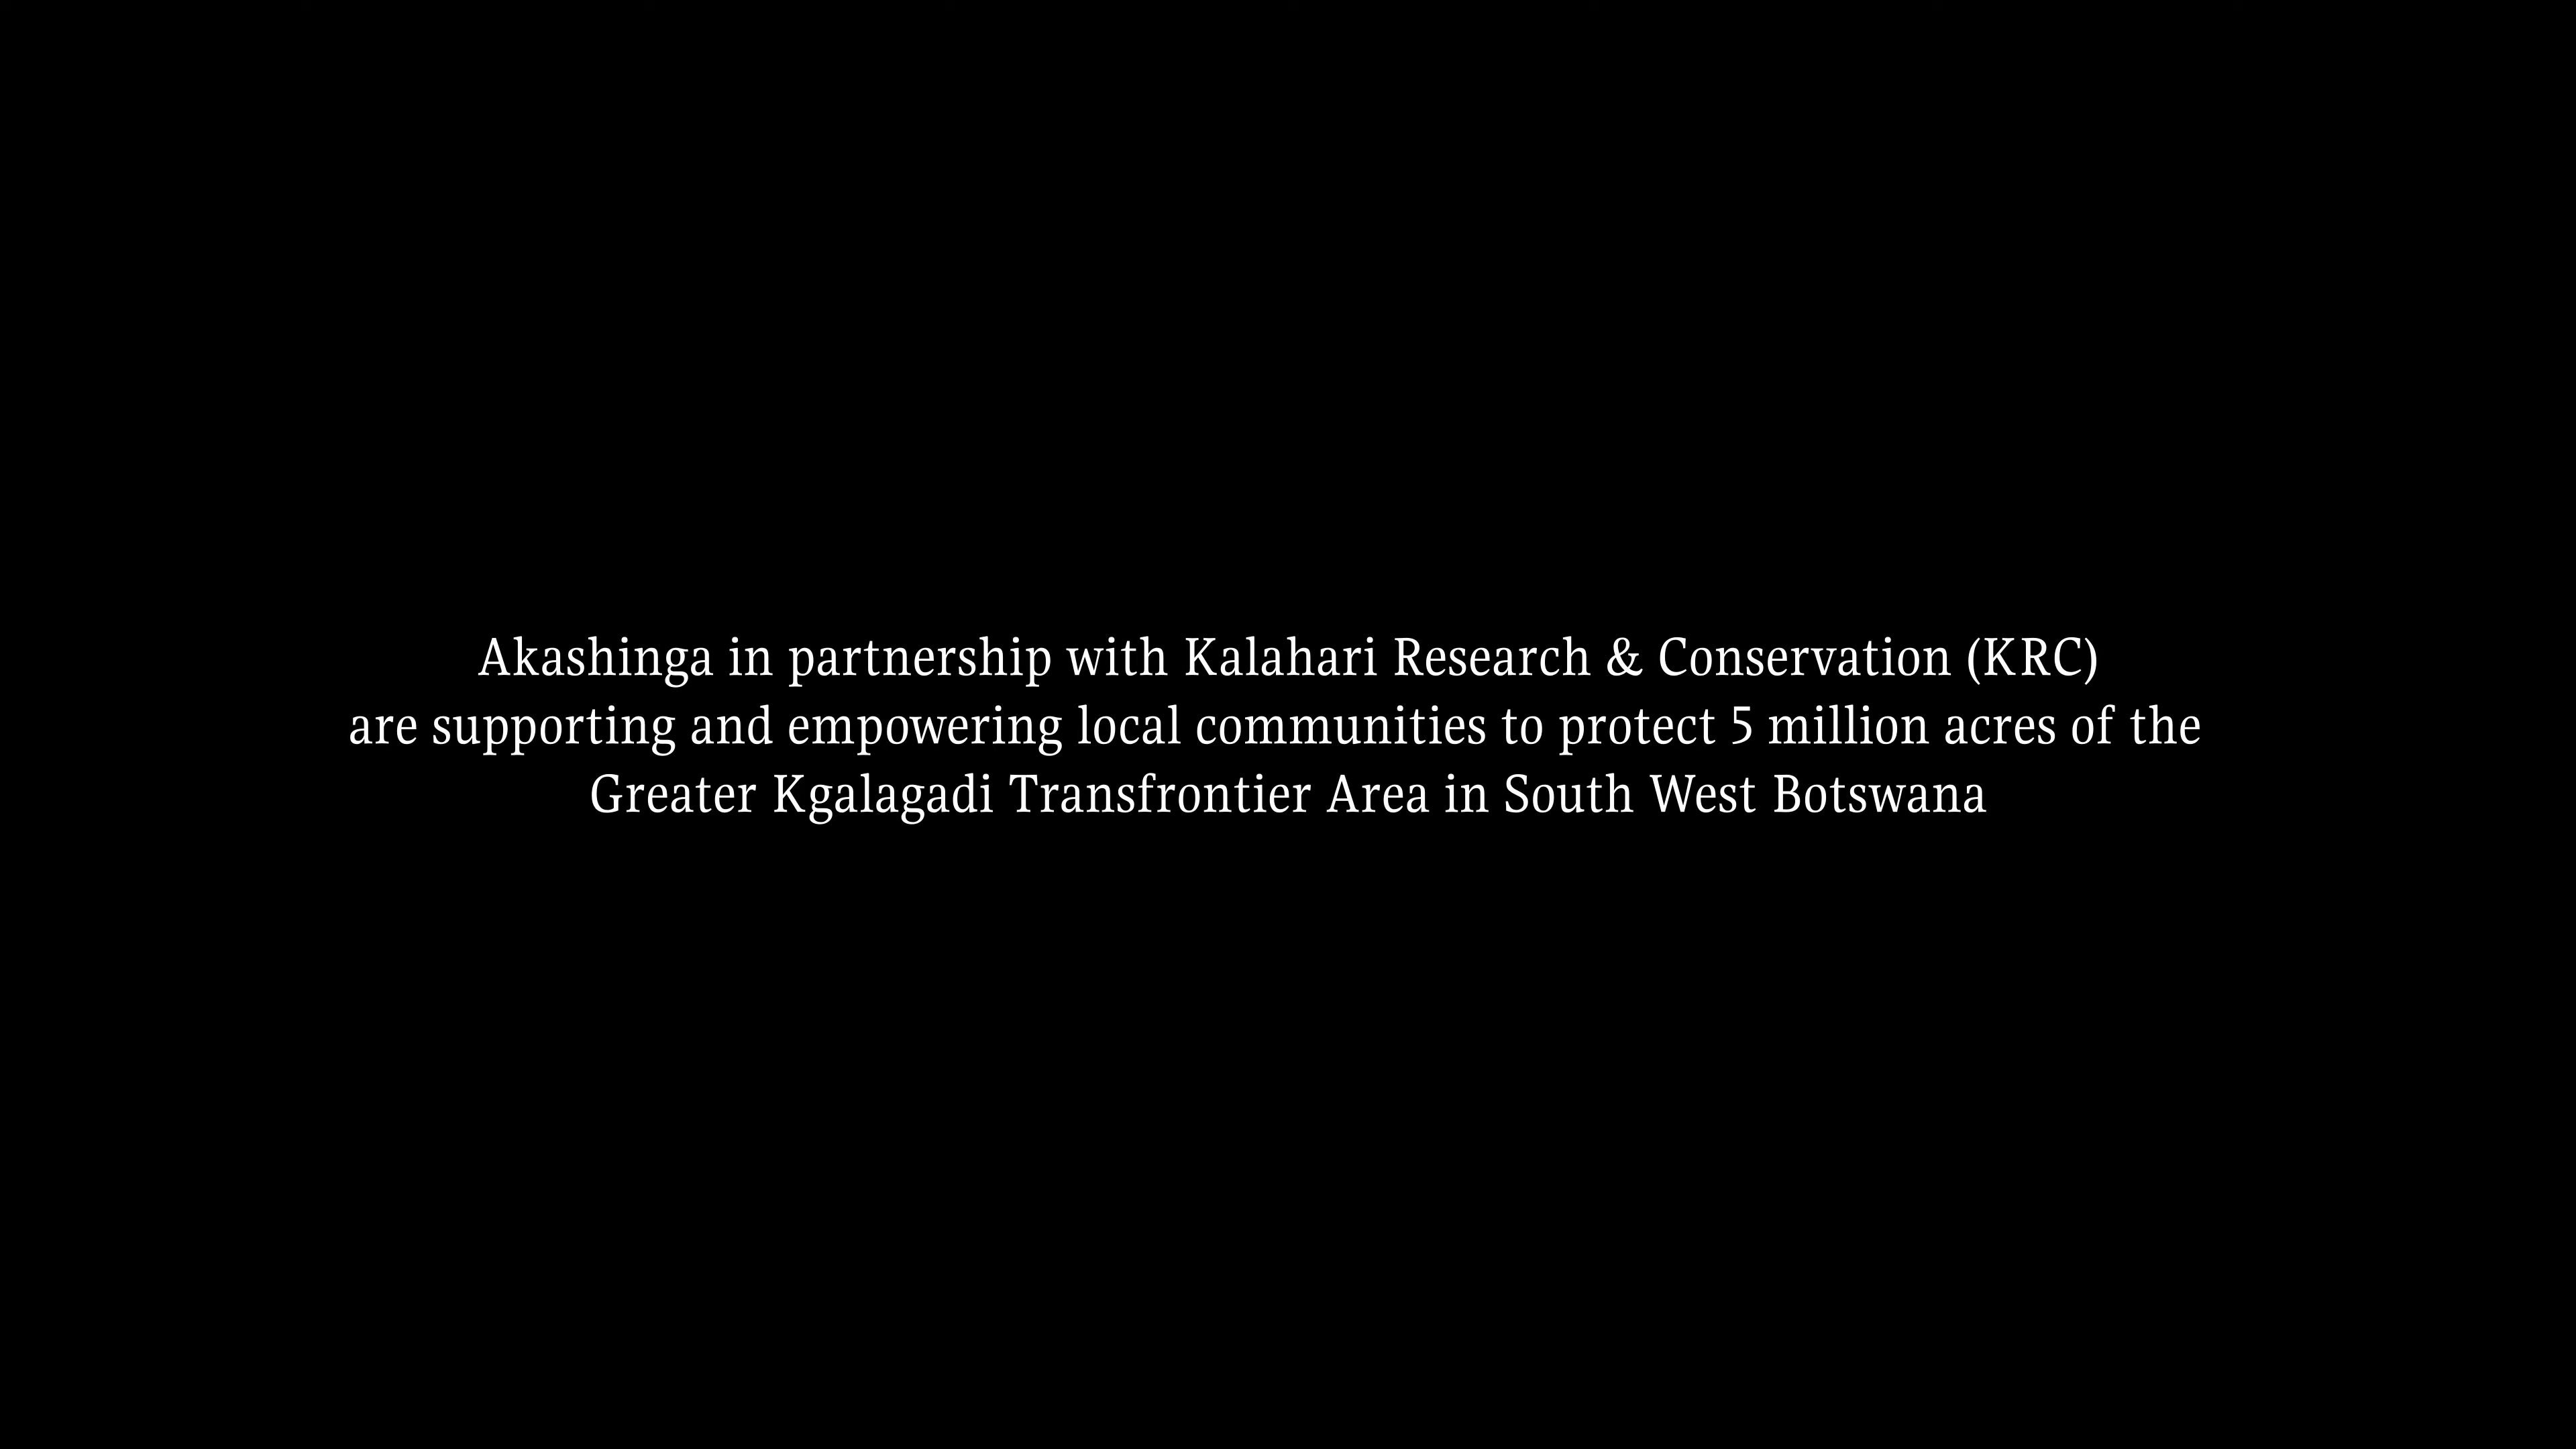 Akashinga in partnership with Kalahari Research & Conservation (KRC)
are supporting and empowering local communities to protect 5 million acres of the
Greater Kgalagadi Transfrontier Area in South West Botswana